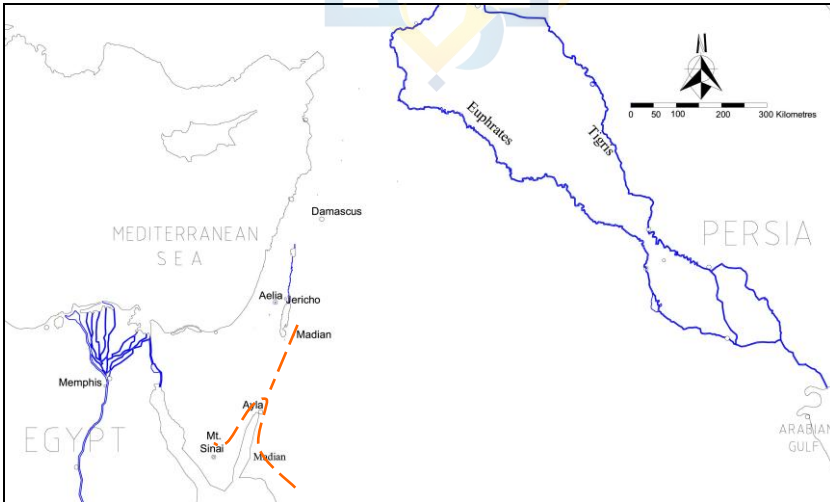 N
0 50 100 150 200 300 Kilometres
Euphrates
Tigris
Damascus
MEDITERRANEAN
SEA
PERSIA
Aelia
Jericho
Madian
Memphis
Ayla
EGYPT
Mt.
Sinai
Madian
ARABIAN
GULF